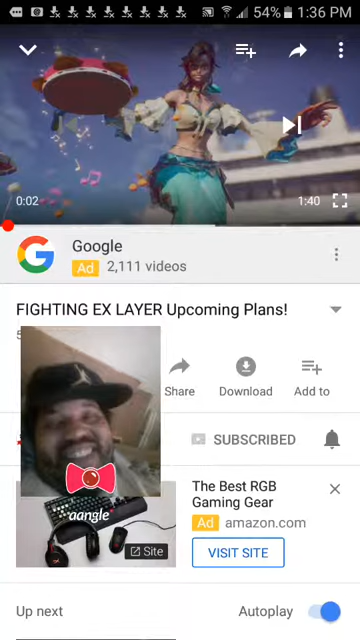 54% 1:36 PM
0:02
1:40
Google
Ad 2,111 videos
FIGHTING EX LAYER Upcoming Plans!
Share
Download
Add to
SUBSCRIBED
The Best RGB
Gaming Gear
Ad amazon.com
VISIT SITE
aangle
Site
Up next
Autoplay